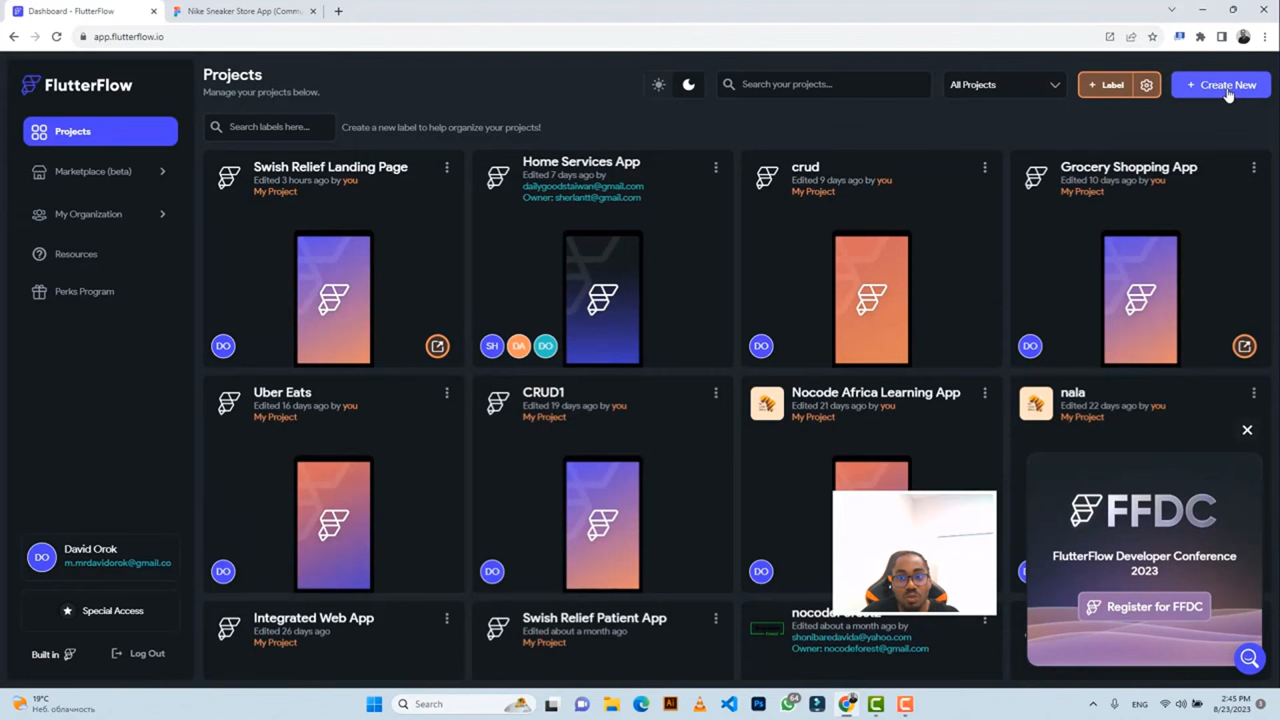 Dashboard - FlutterFlow
Nike Sneaker Store App (Commu
app.flutterflow.io
FlutterFlow
Projects
Marketplace (beta)
My Organization
Resources
Perks Program
DO
David Orok
m.mrdavidorok@gmail.co
Special Access
Built in
Log Out
Projects
Manage your projects below.
Search your projects...
All Projects
+ Label
+ Create New
Search labels here...
Create a new label to help organize your projects!
Swish Relief Landing Page
Edited 3 hours ago by you
My Project
DO
Home Services App
Edited 7 days ago by
dailygoodstaiwan@gmail.com
Owner: sherlantt@gmail.com
SH
DA
DO
crud
Edited 9 days ago by you
My Project
DO
Grocery Shopping App
Edited 10 days ago by you
My Project
DO
Uber Eats
Edited 16 days ago by you
My Project
DO
CRUD1
Edited 19 days ago by you
My Project
DO
Nocode Africa Learning App
Edited 21 days ago by you
My Project
DO
nala
Edited 22 days ago by you
My Project
FFDC
FlutterFlow Developer Conference
2023
Register for FFDC
Integrated Web App
Edited 26 days ago
My Project
Swish Relief Patient App
Edited about a month ago
My Project
Edited about a month ago by
shonibaredavida@yahoo.com
Owner: nocodeforest@gmail.com
19°C
Неб. облачность
Search
64
ENG
2:45 PM
8/23/2023